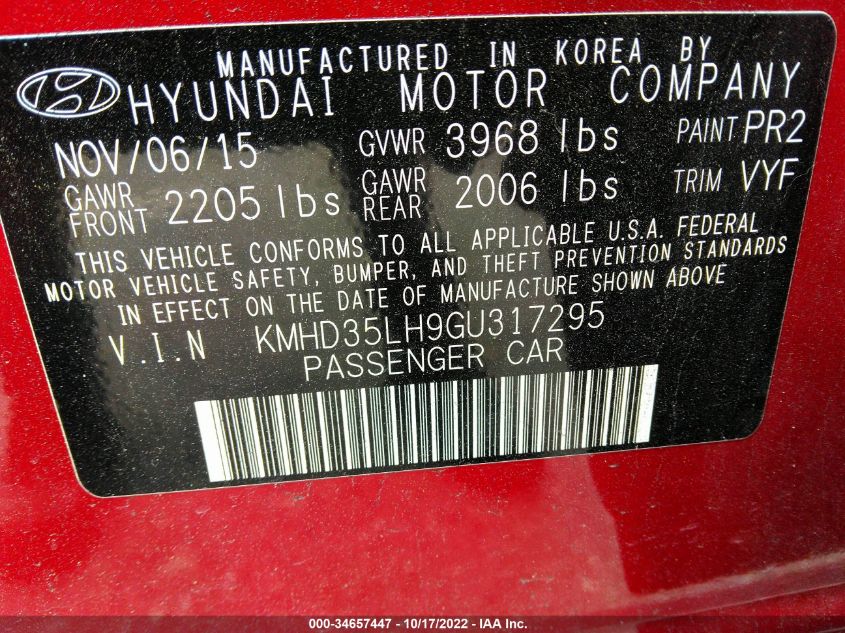 MANUFACTURED IN KOREA BY
HYUNDAI MOTOR COMPANY
NOV/06/15 GVWR 3968 lbs PAINT PR2
GAWR FRONT 2205 lbs GAWR REAR 2006 lbs TRIM VYF
THIS VEHICLE CONFORMS TO ALL APPLICABLE U.S.A. FEDERAL
MOTOR VEHICLE SAFETY, BUMPER, AND THEFT PREVENTION STANDARDS
IN EFFECT ON THE DATE OF MANUFACTURE SHOWN ABOVE
V.I.N KMHD35LH9GU317295
PASSENGER CAR
000-34657447 - 10/17/2022 - IAA Inc.